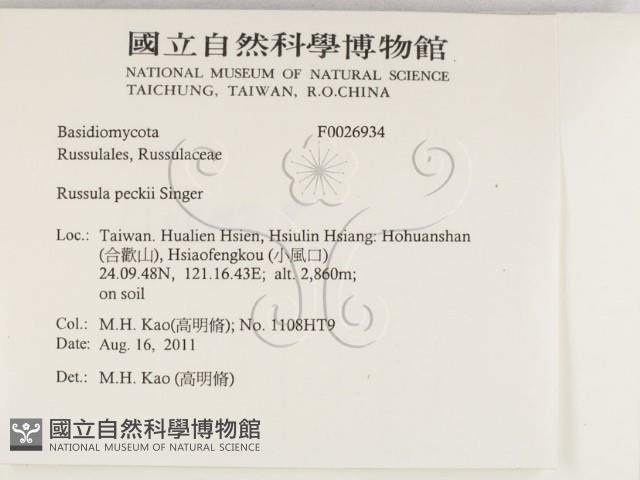 國立自然科學博物館
NATIONAL MUSEUM OF NATURAL SCIENCE
TAICHUNG, TAIWAN, R.O.CHINA
Basidiomycota F0026934
Russulales, Russulaceae
Russula peckii Singer
Loc.: Taiwan. Hualien Hsien, Hsiulin Hsiang: Hohuanshan
(合歡山), Hsiaofengkou (小風口)
24.09.48N, 121.16.43E; alt. 2,860m;
on soil
Col.: M.H. Kao(高明脩); No. 1108HT9
Date: Aug. 16, 2011
Det.: M.H. Kao (高明脩)
國立自然科學博物館
NATIONAL MUSEUM OF NATURAL SCIENCE